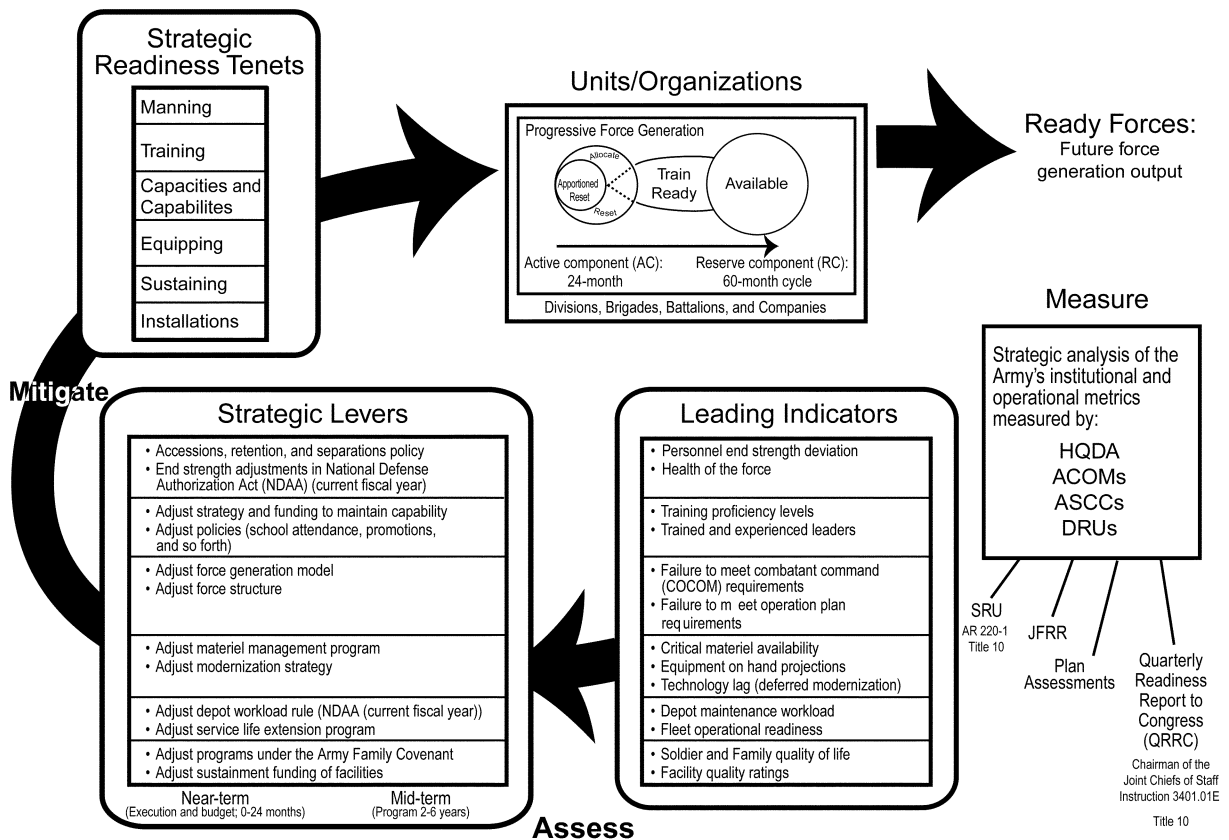 Strategic
Readiness Tenets
Manning
Training
Capacities and
Capabilites
Equipping
Sustaining
Installations
Units/Organizations
Progressive Force Generation
Allocate
Apportioned
Reset
Reset
Train
Ready
Available
Active component (AC):
24-month
Reserve component (RC):
60-month cycle
Divisions, Brigades, Battalions, and Companies
Ready Forces:
Future force
generation output
Mitigate
Strategic Levers
• Accessions, retention, and separations policy
• End strength adjustments in National Defense
Authorization Act (NDAA) (current fiscal year)
• Adjust strategy and funding to maintain capability
• Adjust policies (school attendance, promotions,
and so forth)
• Adjust force generation model
• Adjust force structure
• Adjust materiel management program
• Adjust modernization strategy
• Adjust depot workload rule (NDAA (current fiscal year))
• Adjust service life extension program
• Adjust programs under the Army Family Covenant
• Adjust sustainment funding of facilities
Near-term
(Execution and budget; 0-24 months)
Mid-term
(Program 2-6 years)
Assess
Leading Indicators
• Personnel end strength deviation
• Health of the force
• Training proficiency levels
• Trained and experienced leaders
• Failure to meet combatant command
(COCOM) requirements
• Failure to m eet operation plan
requirements
• Critical materiel availability
• Equipment on hand projections
• Technology lag (deferred modernization)
• Depot maintenance workload
• Fleet operational readiness
• Soldier and Family quality of life
• Facility quality ratings
Measure
Strategic analysis of the
Army's institutional and
operational metrics
measured by:
HQDA
ACOMs
ASCCs
DRUs
SRU
AR 220-1
Title 10
JFRR
Plan
Assessments
Quarterly
Readiness
Report to
Congress
(QRRC)
Chairman of the
Joint Chiefs of Staff
Instruction 3401.01E
Title 10